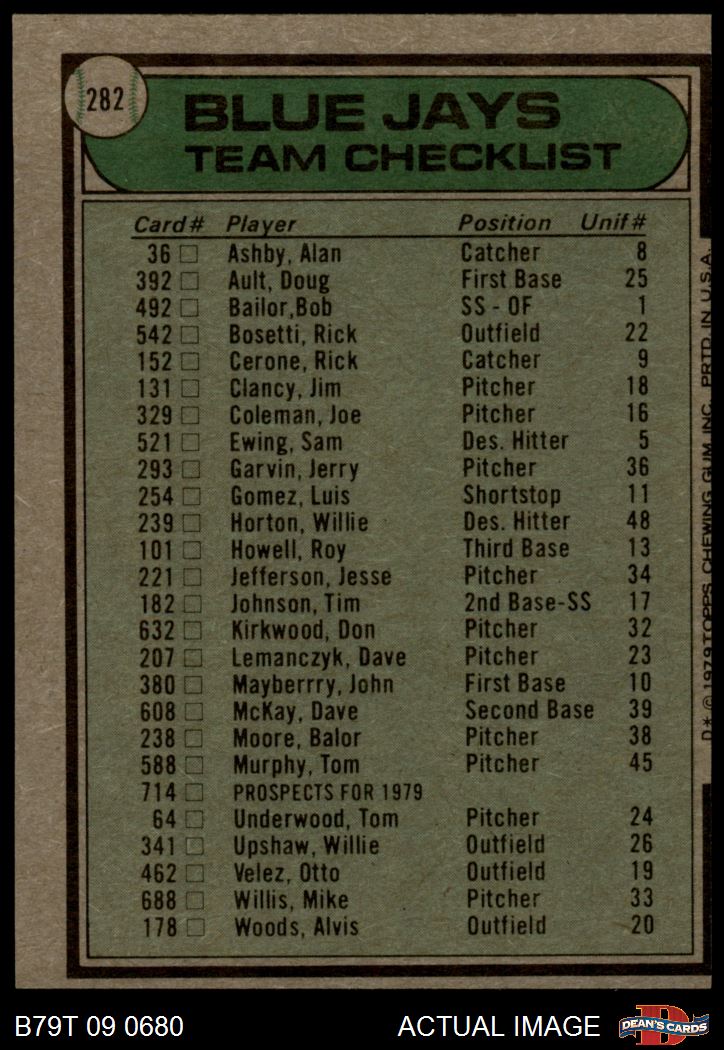 282
BLUE JAYS
TEAM CHECKLIST
Card# Player Position Unif#
36 Ashby, Alan Catcher 8
392 Ault, Doug First Base 25
492 Bailor,Bob SS - OF 1
542 Bosetti, Rick Outfield 22
152 Cerone, Rick Catcher 9
131 Clancy, Jim Pitcher 18
329 Coleman, Joe Pitcher 16
521 Ewing, Sam Des. Hitter 5
293 Garvin, Jerry Pitcher 36
254 Gomez, Luis Shortstop 11
239 Horton, Willie Des. Hitter 48
101 Howell, Roy Third Base 13
221 Jefferson, Jesse Pitcher 34
182 Johnson, Tim 2nd Base-SS 17
632 Kirkwood, Don Pitcher 32
207 Lemanczyk, Dave Pitcher 23
380 Mayberrry, John First Base 10
608 McKay, Dave Second Base 39
238 Moore, Balor Pitcher 38
588 Murphy, Tom Pitcher 45
714 PROSPECTS FOR 1979
64 Underwood, Tom Pitcher 24
341 Upshaw, Willie Outfield 26
462 Velez, Otto Outfield 19
688 Willis, Mike Pitcher 33
178 Woods, Alvis Outfield 20
D* © 1979 TOPPS CHEWING GUM, INC. PRTD. IN U.S.A.
B79T 09 0680 ACTUAL IMAGE
D
DEAN'S CARDS